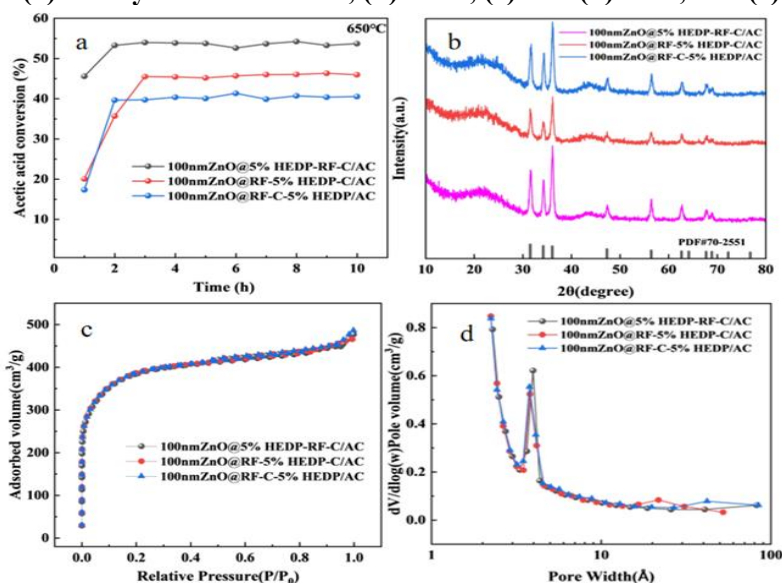 a
650℃
Acetic acid conversion (%)
100
90
80
70
60
50
40
30
20
10
100nmZnO@5% HEDP-RF-C/AC
100nmZnO@RF-5% HEDP-C/AC
100nmZnO@RF-C-5% HEDP/AC
0 1 2 3 4 5 6 7 8 9 10
Time (h)
b
100nmZnO@5% HEDP-RF-C/AC
100nmZnO@RF-5% HEDP-C/AC
100nmZnO@RF-C-5% HEDP/AC
Intensity(a.u.)
PDF#70-2551
10 20 30 40 50 60 70 80
2θ(degree)
c
Adsorbed volume(cm³/g)
500
400
300
200
100
0
100nmZnO@5% HEDP-RF-C/AC
100nmZnO@RF-5% HEDP-C/AC
100nmZnO@RF-C-5% HEDP/AC
0.0 0.2 0.4 0.6 0.8 1.0
Relative Pressure(P/P₀)
d
100nmZnO@5% HEDP-RF-C/AC
100nmZnO@RF-5% HEDP-C/AC
100nmZnO@RF-C-5% HEDP/AC
dV/dlog(w)Pole volume(cm³/g)
0.8
0.6
0.4
0.2
0.0
1 10 100
Pore Width(Å)